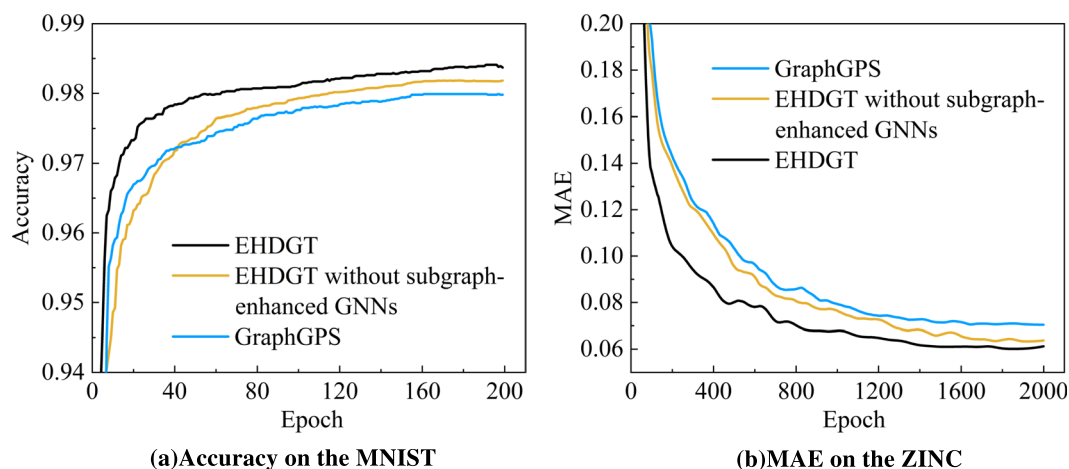 0.99
0.98
0.97
0.96
0.95
0.94
Accuracy
EHDGT
EHDGT without subgraph-
enhanced GNNs
GraphGPS
0 40 80 120 160 200
Epoch
(a)Accuracy on the MNIST
0.20
0.18
0.16
0.14
0.12
0.10
0.08
0.06
MAE
GraphGPS
EHDGT without subgraph-
enhanced GNNs
EHDGT
0 400 800 1200 1600 2000
Epoch
(b)MAE on the ZINC